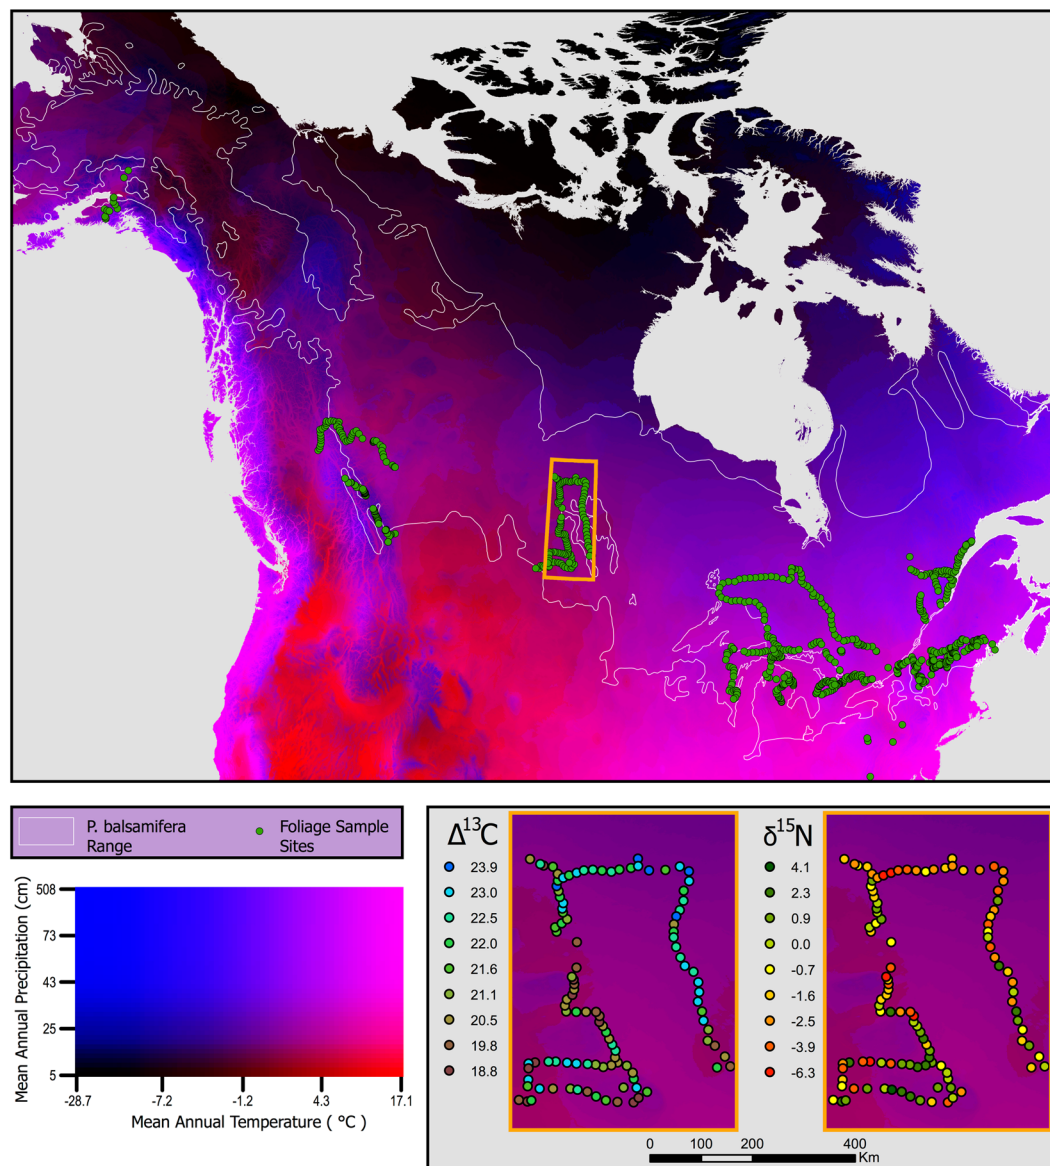 P. balsamifera
Range
Foliage Sample
Sites
Mean Annual Precipitation (cm)
508
73
43
25
5
-28.7
-7.2
-1.2
4.3
17.1
Mean Annual Temperature ( °C)
Δ¹³C
23.9
23.0
22.5
22.0
21.6
21.1
20.5
19.8
18.8
δ¹⁵N
4.1
2.3
0.9
0.0
-0.7
-1.6
-2.5
-3.9
-6.3
0 100 200 400
Km